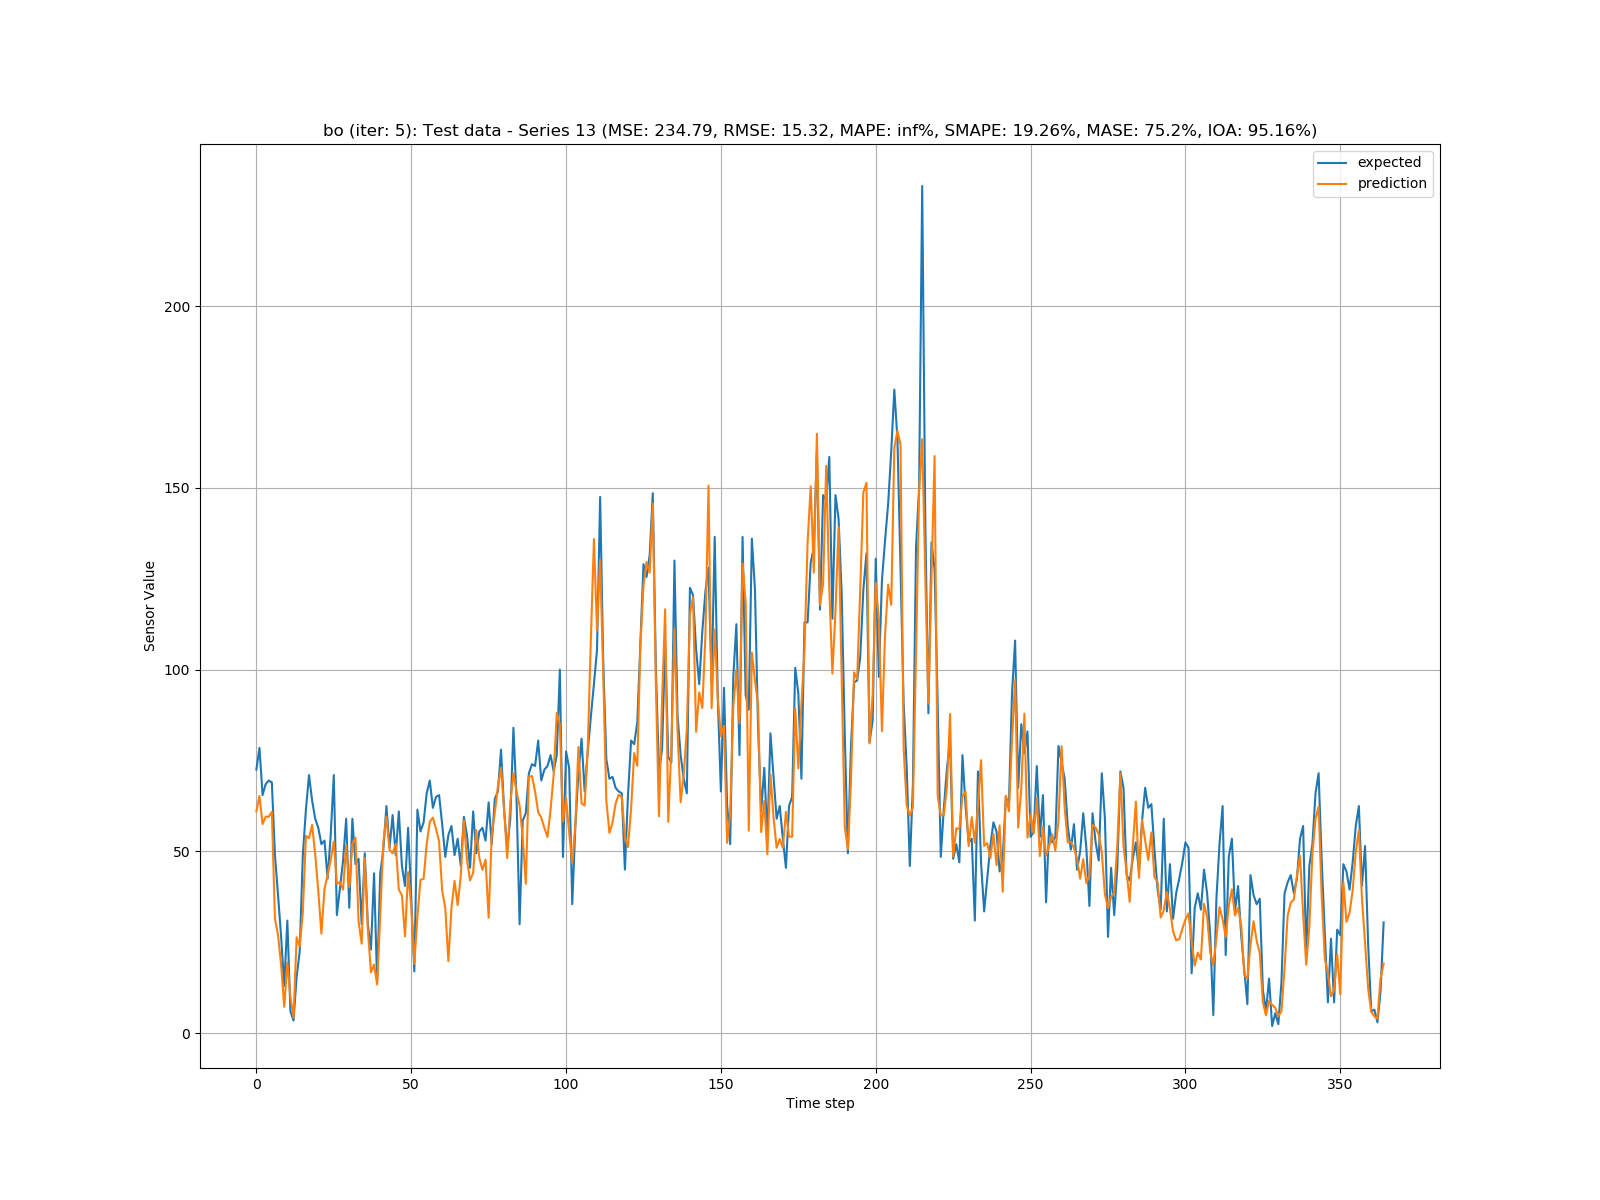 bo (iter: 5): Test data - Series 13 (MSE: 234.79, RMSE: 15.32, MAPE: inf%, SMAPE: 19.26%, MASE: 75.2%, IOA: 95.16%)
expected
prediction
200
150
100
50
0
Sensor Value
0 50 100 150 200 250 300 350
Time step